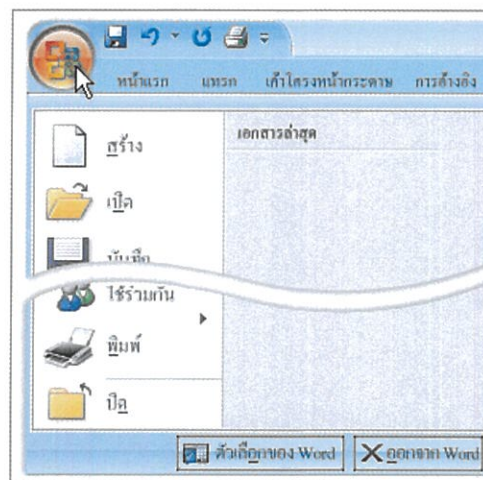 หน้าแรก แทรก เค้าโครงหน้ากระดาษ การอ้างอิง
สร้าง
เอกสารล่าสุด
เปิด
บันทึก
ใช้ร่วมกัน
พิมพ์
ปิด
ตัวเลือกของ Word
ออกจาก Word